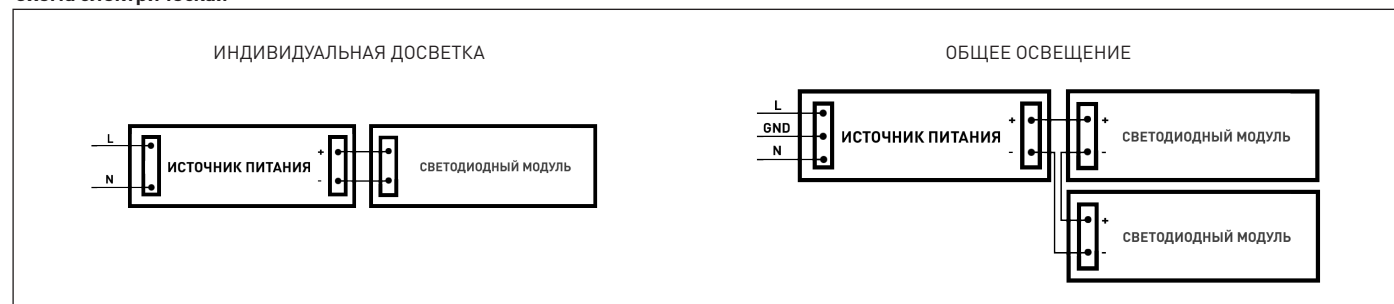 ИНДИВИДУАЛЬНАЯ ДОСВЕТКА
L
N
ИСТОЧНИК ПИТАНИЯ
+
-
СВЕТОДИОДНЫЙ МОДУЛЬ
ОБЩЕЕ ОСВЕЩЕНИЕ
L
GND
N
ИСТОЧНИК ПИТАНИЯ
+
-
+
-
СВЕТОДИОДНЫЙ МОДУЛЬ
+
-
СВЕТОДИОДНЫЙ МОДУЛЬ